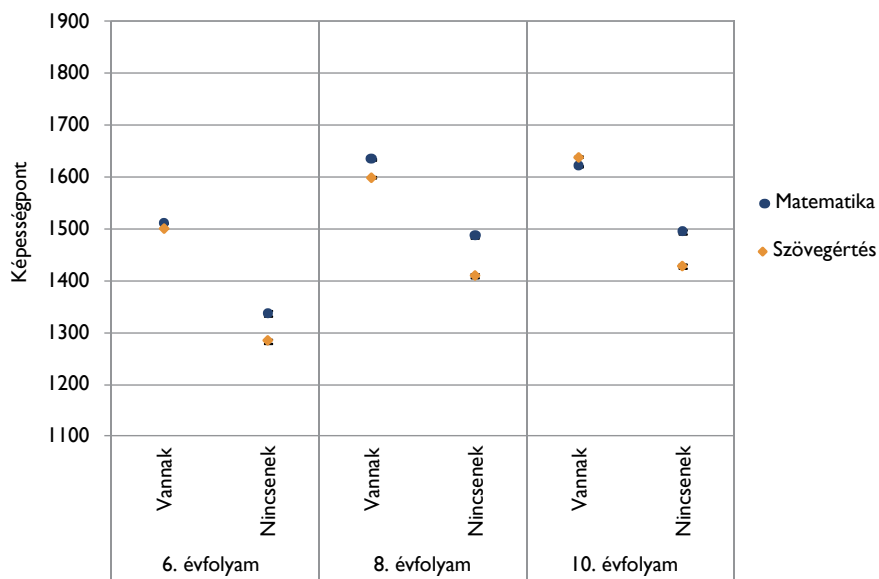 1900
1800
1700
1600
1500
1400
1300
1200
1100
Képességpont
Matematika
Szövegértés
Vannak
Nincsenek
Vannak
Nincsenek
Vannak
Nincsenek
6. évfolyam
8. évfolyam
10. évfolyam